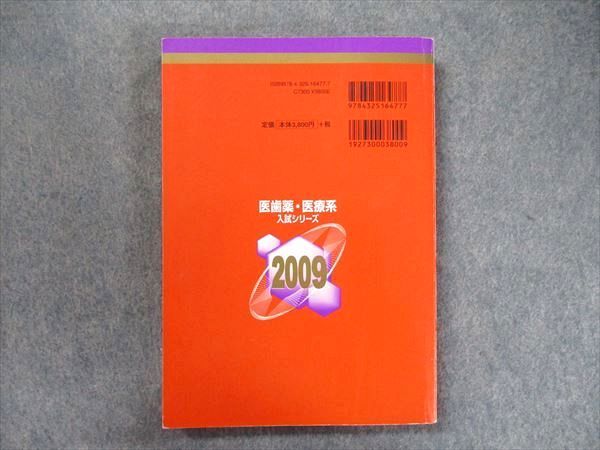 ISBN978-4-325-16477-7
C7300 ¥3800E
定価 本体3,800円 +税
9784325164777
1927300038009
医歯薬・医療系
入試シリーズ
2009